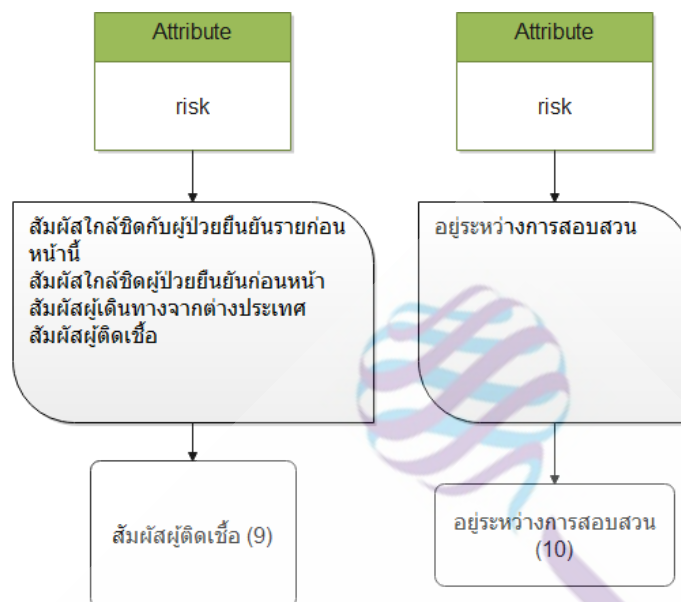 Attribute
risk
สัมผัสใกล้ชิดกับผู้ป่วยยืนยันรายก่อน
หน้านี้
สัมผัสใกล้ชิดผู้ป่วยยืนยันก่อนหน้า
สัมผัสผู้เดินทางจากต่างประเทศ
สัมผัสผู้ติดเชื้อ
สัมผัสผู้ติดเชื้อ (9)
Attribute
risk
อยู่ระหว่างการสอบสวน
อยู่ระหว่างการสอบสวน
(10)